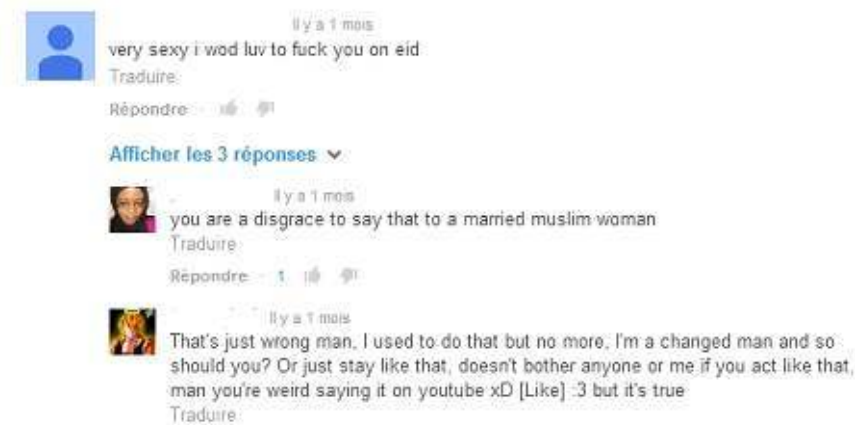 Il y a 1 mois
very sexy i wod luv to fuck you on eid
Traduire
Répondre
Afficher les 3 réponses
Il y a 1 mois
you are a disgrace to say that to a married muslim woman
Traduire
Répondre 1
Il y a 1 mois
That's just wrong man, I used to do that but no more, I'm a changed man and so
should you? Or just stay like that, doesn't bother anyone or me if you act like that,
man you're weird saying it on youtube xD [Like] :3 but it's true
Traduire